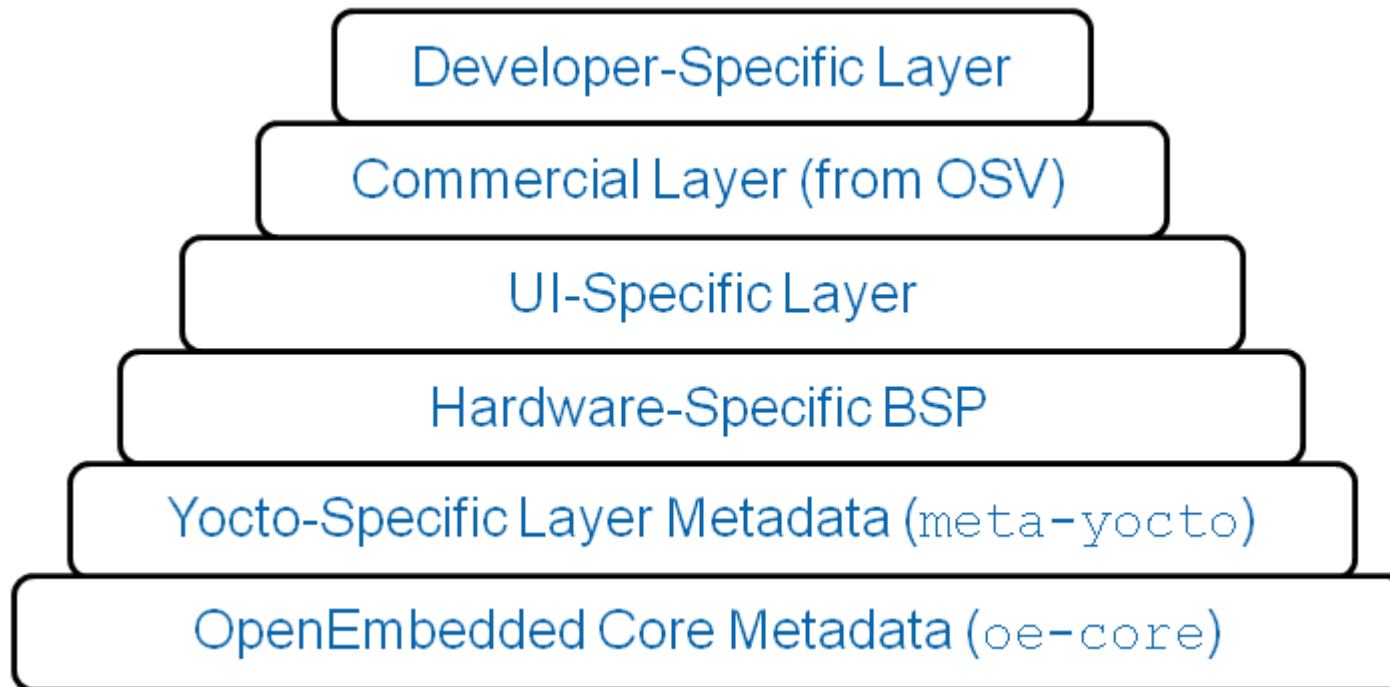 Developer-Specific Layer
Commercial Layer (from OSV)
UI-Specific Layer
Hardware-Specific BSP
Yocto-Specific Layer Metadata (meta-yocto)
OpenEmbedded Core Metadata (oe-core)